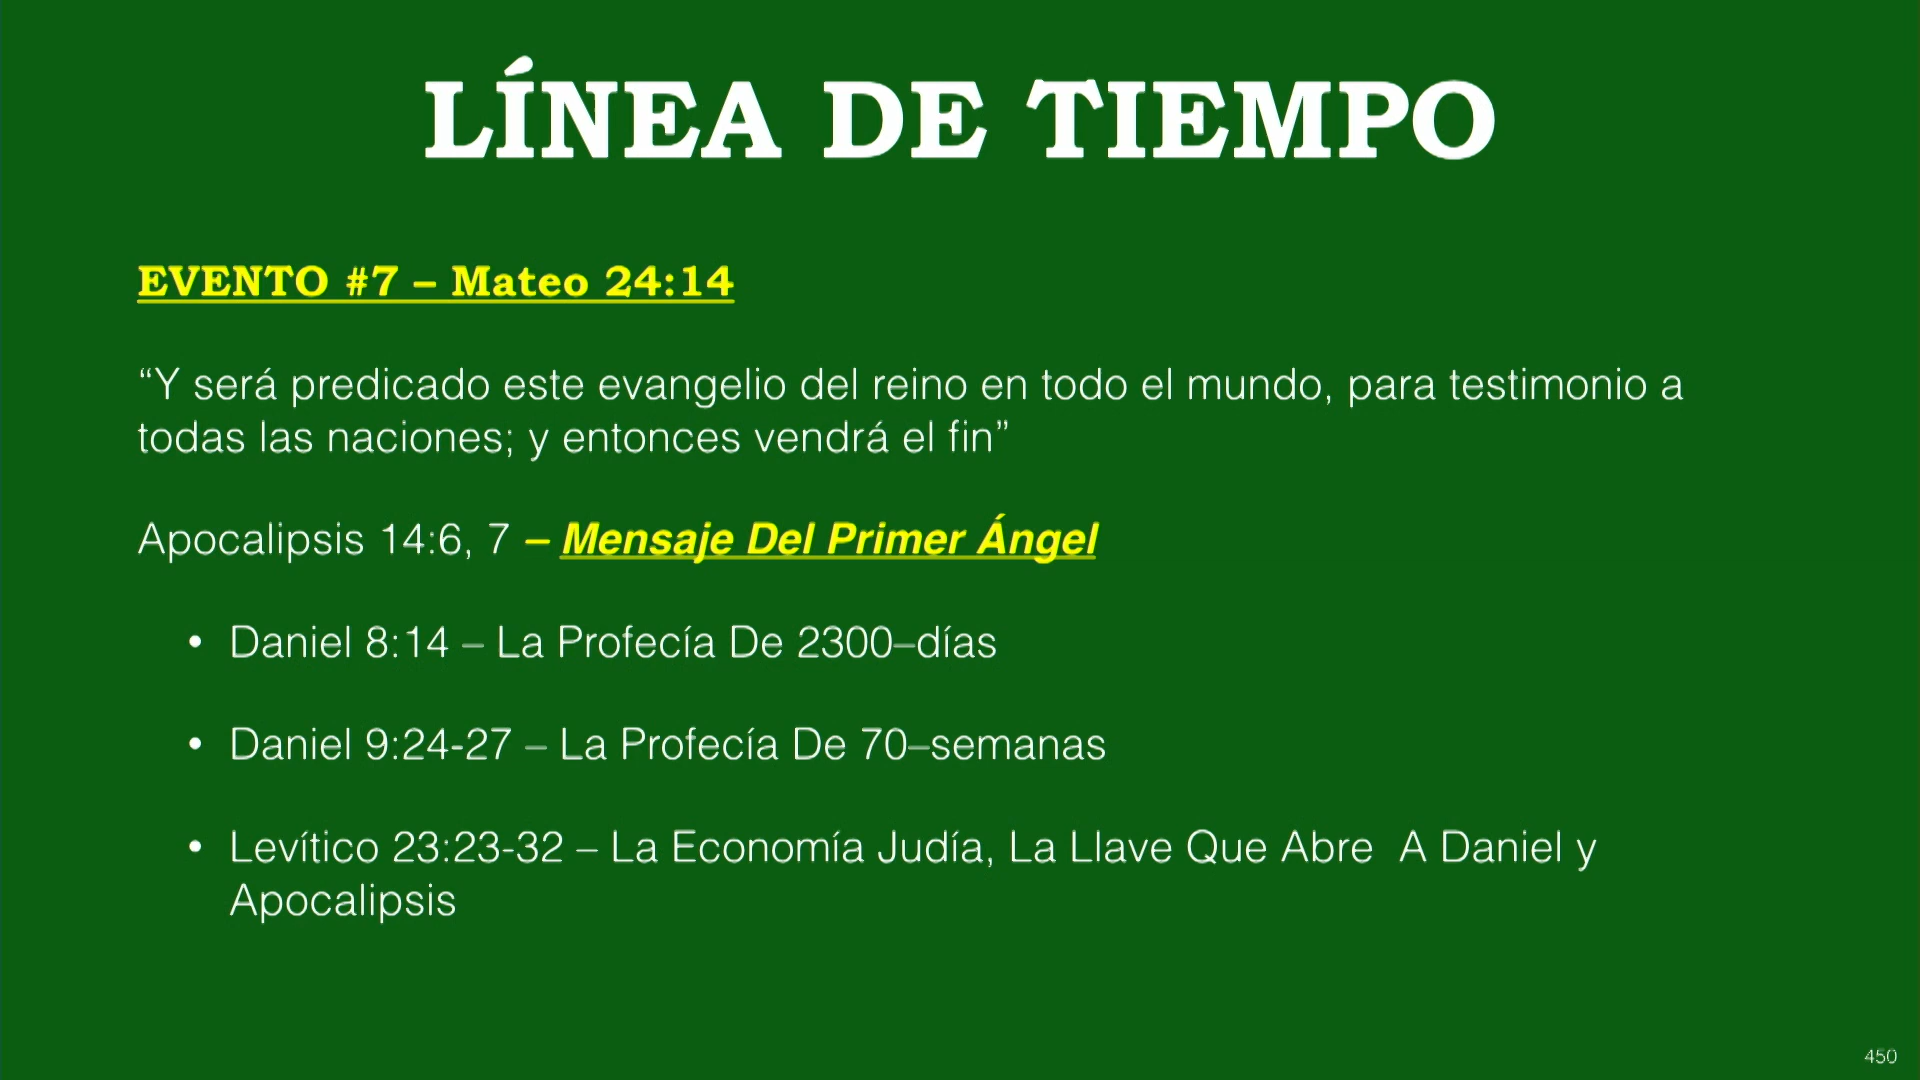 LÍNEA DE TIEMPO
EVENTO #7 – Mateo 24:14
“Y será predicado este evangelio del reino en todo el mundo, para testimonio a
todas las naciones; y entonces vendrá el fin”
Apocalipsis 14:6, 7 – Mensaje Del Primer Ángel
• Daniel 8:14 – La Profecía De 2300–días
• Daniel 9:24-27 – La Profecía De 70–semanas
• Levítico 23:23-32 – La Economía Judía, La Llave Que Abre  A Daniel y
Apocalipsis
450